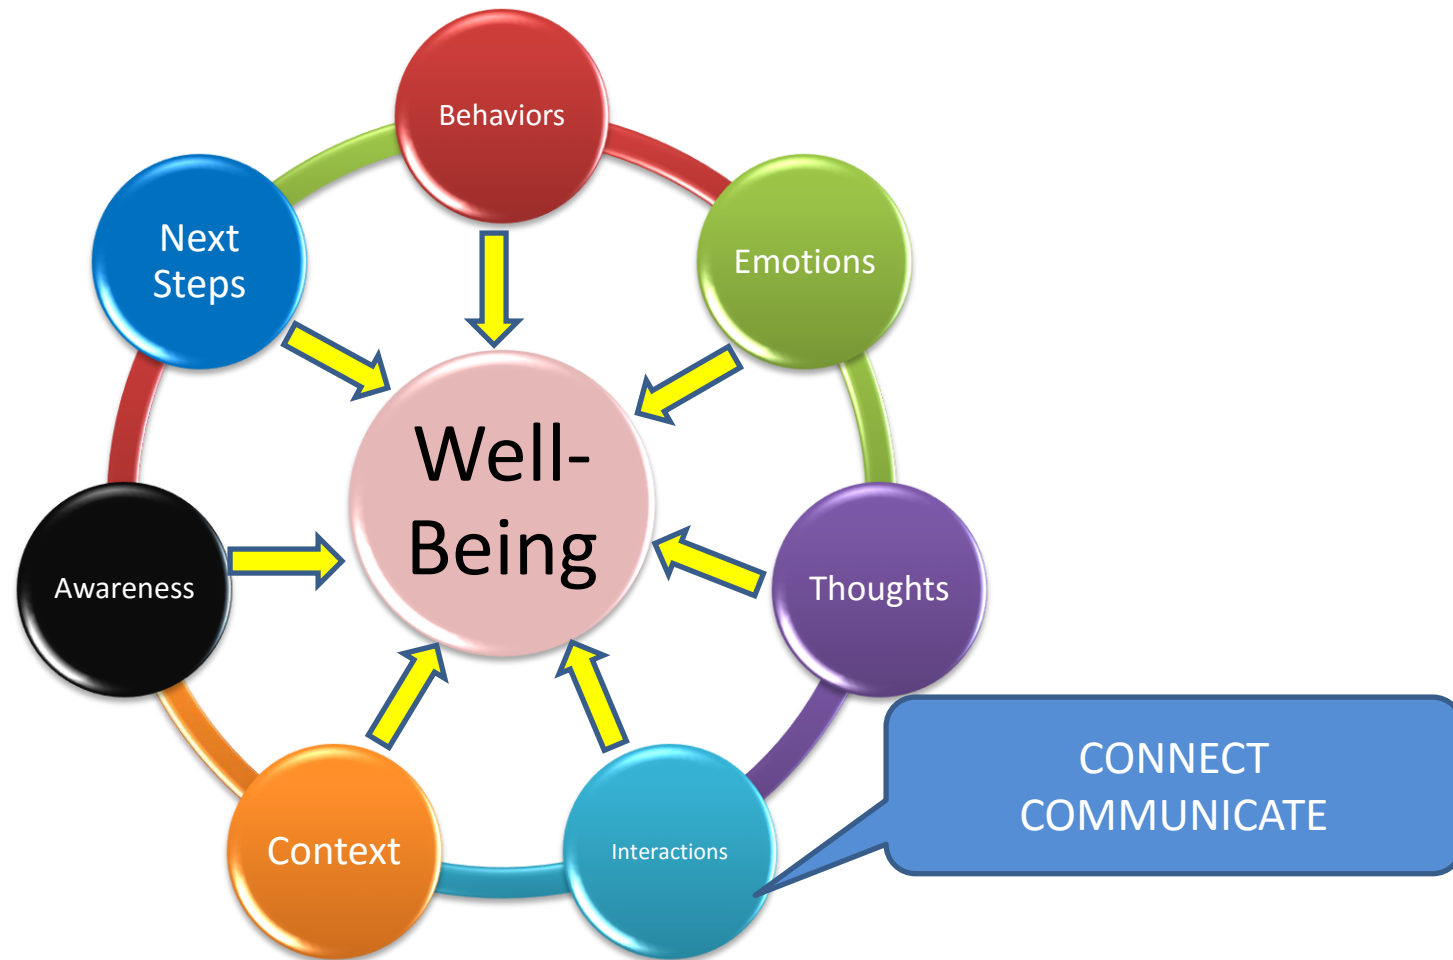 Behaviors
Emotions
Thoughts
Interactions
Context
Awareness
Next
Steps
Well-
Being
CONNECT
COMMUNICATE